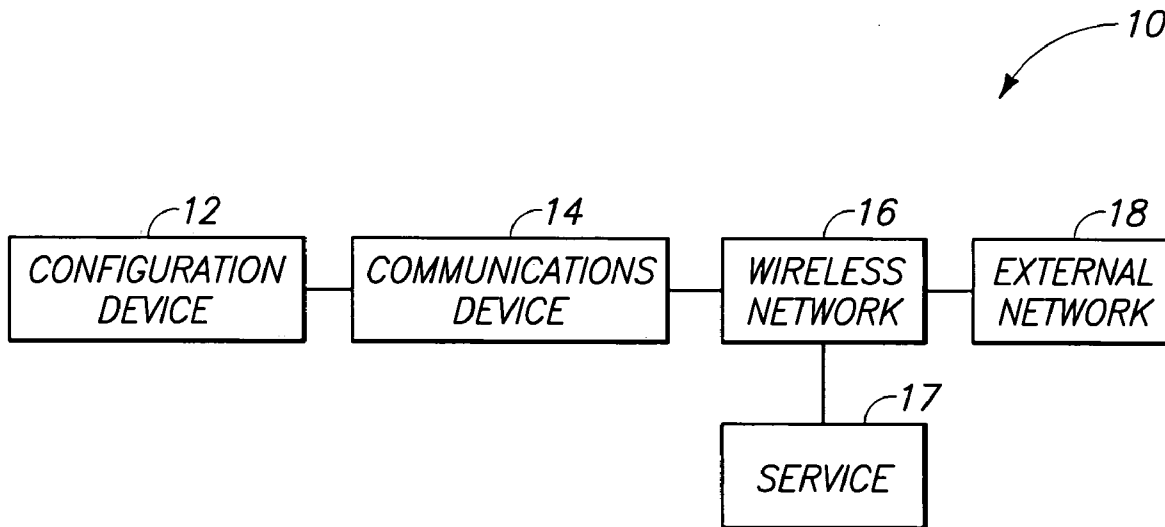 10
12
14
16
18
CONFIGURATION
DEVICE
COMMUNICATIONS
DEVICE
WIRELESS
NETWORK
EXTERNAL
NETWORK
17
SERVICE